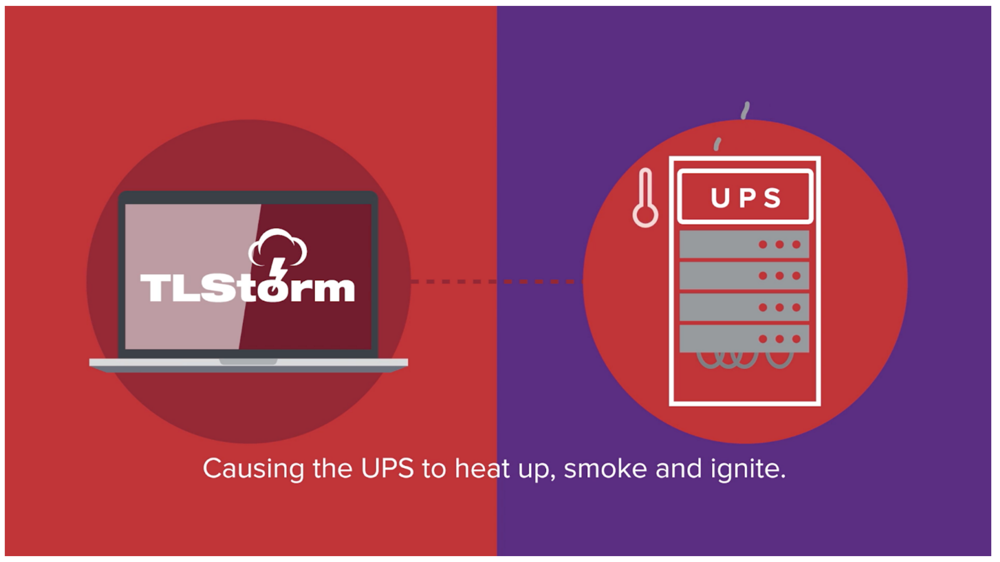 TLStorm
UPS
Causing the UPS to heat up, smoke and ignite.